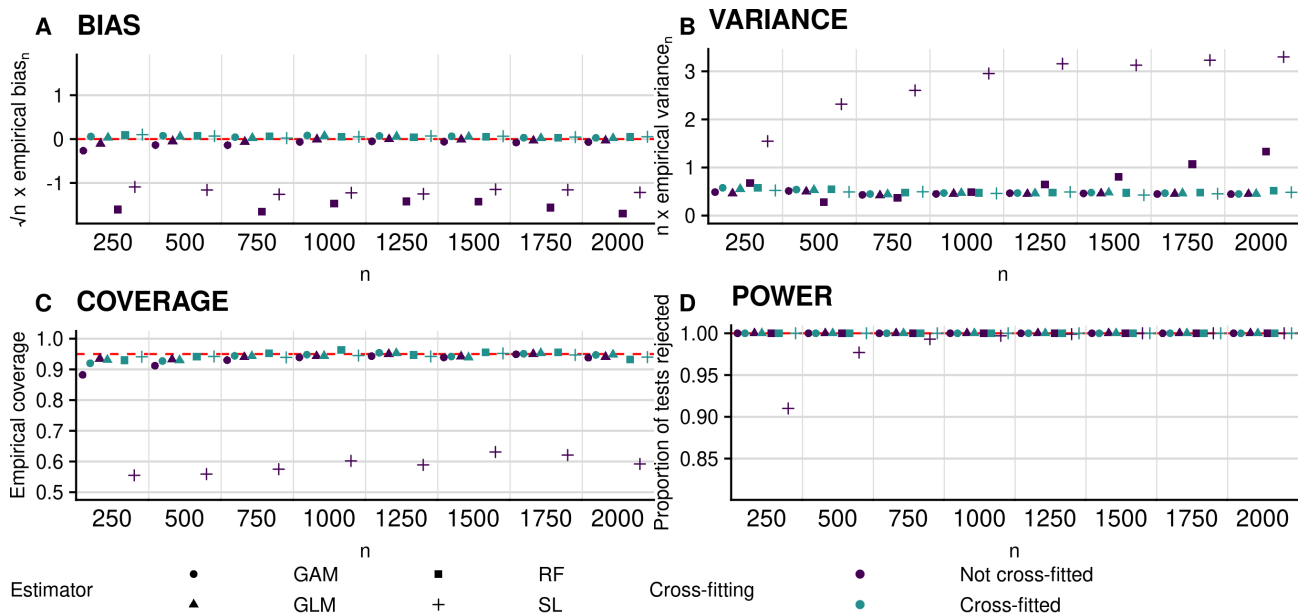 A BIAS
√n x empirical biasₙ
1
0
-1
250 500 750 1000 1250 1500 1750 2000
n
B VARIANCE
n x empirical varianceₙ
3
2
1
0
250 500 750 1000 1250 1500 1750 2000
n
C COVERAGE
Empirical coverage
1.0
0.9
0.8
0.7
0.6
0.5
250 500 750 1000 1250 1500 1750 2000
n
D POWER
Proportion of tests rejected
1.00
0.95
0.90
0.85
250 500 750 1000 1250 1500 1750 2000
n
Estimator
GAM
RF
GLM
SL
Cross-fitting
Not cross-fitted
Cross-fitted